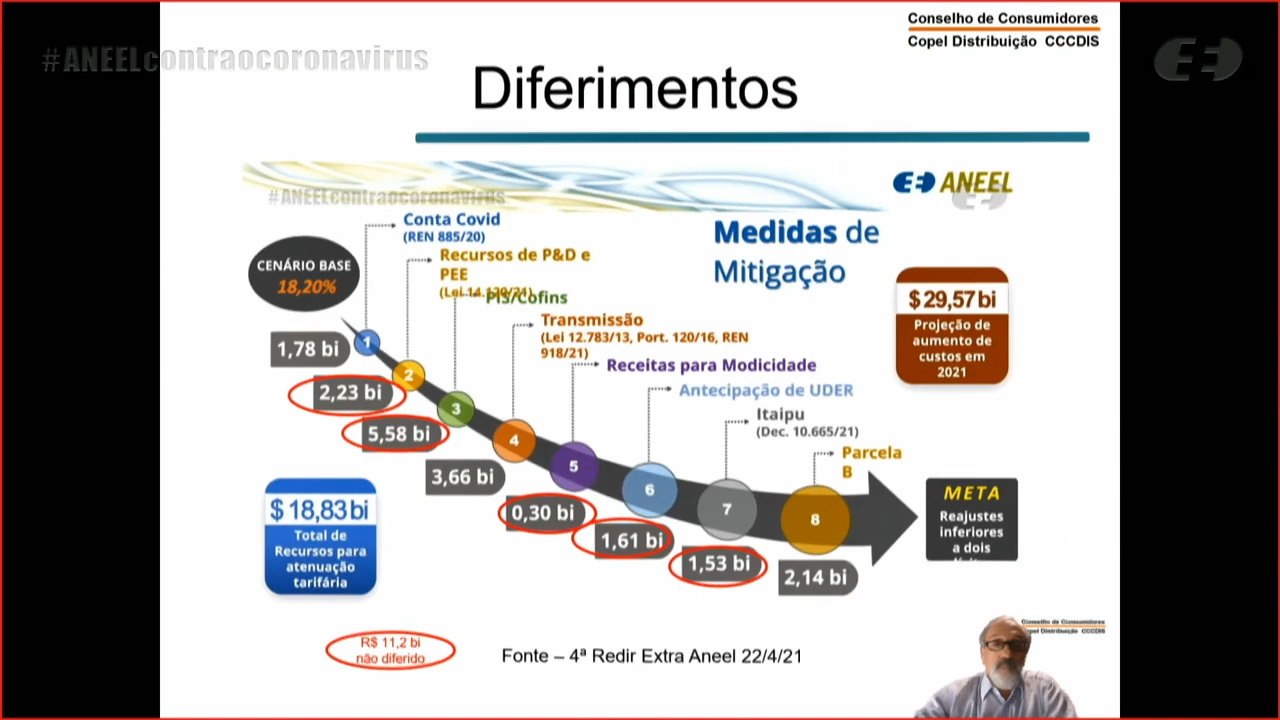 Conselho de Consumidores
Copel Distribuição CCCDIS
#ANEELcontraocoronavirus
Diferimentos
#ANEELcontraocoronavirus
ANEEL
Medidas de
Mitigação
CENÁRIO BASE
18,20%
Conta Covid
(REN 885/20)
Recursos de P&D e
PEE
(Lei 14.120/21)
PIS/Cofins
Transmissão
(Lei 12.783/13, Port. 120/16, REN
918/21)
Receitas para Modicidade
Antecipação de UDER
Itaipu
(Dec. 10.665/21)
Parcela
B
$ 29,57 bi
Projeção de
aumento de
custos em
2021
1
2
3
4
5
6
7
8
1,78 bi
2,23 bi
5,58 bi
3,66 bi
0,30 bi
1,61 bi
1,53 bi
2,14 bi
$ 18,83 bi
Total de
Recursos para
atenuação
tarifária
META
Reajustes
inferiores
a dois
R$ 11,2 bi
não diferido
Fonte – 4ª Redir Extra Aneel 22/4/21
Conselho de Consumidores
Copel Distribuição CCCDIS